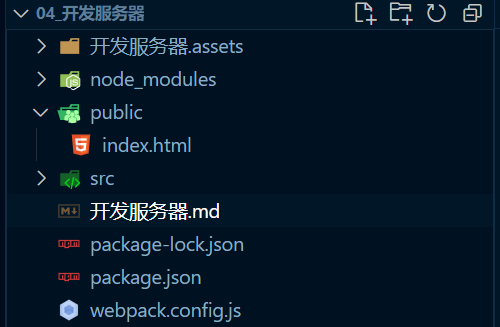 04_开发服务器
开发服务器.assets
node_modules
public
index.html
src
开发服务器.md
package-lock.json
package.json
webpack.config.js